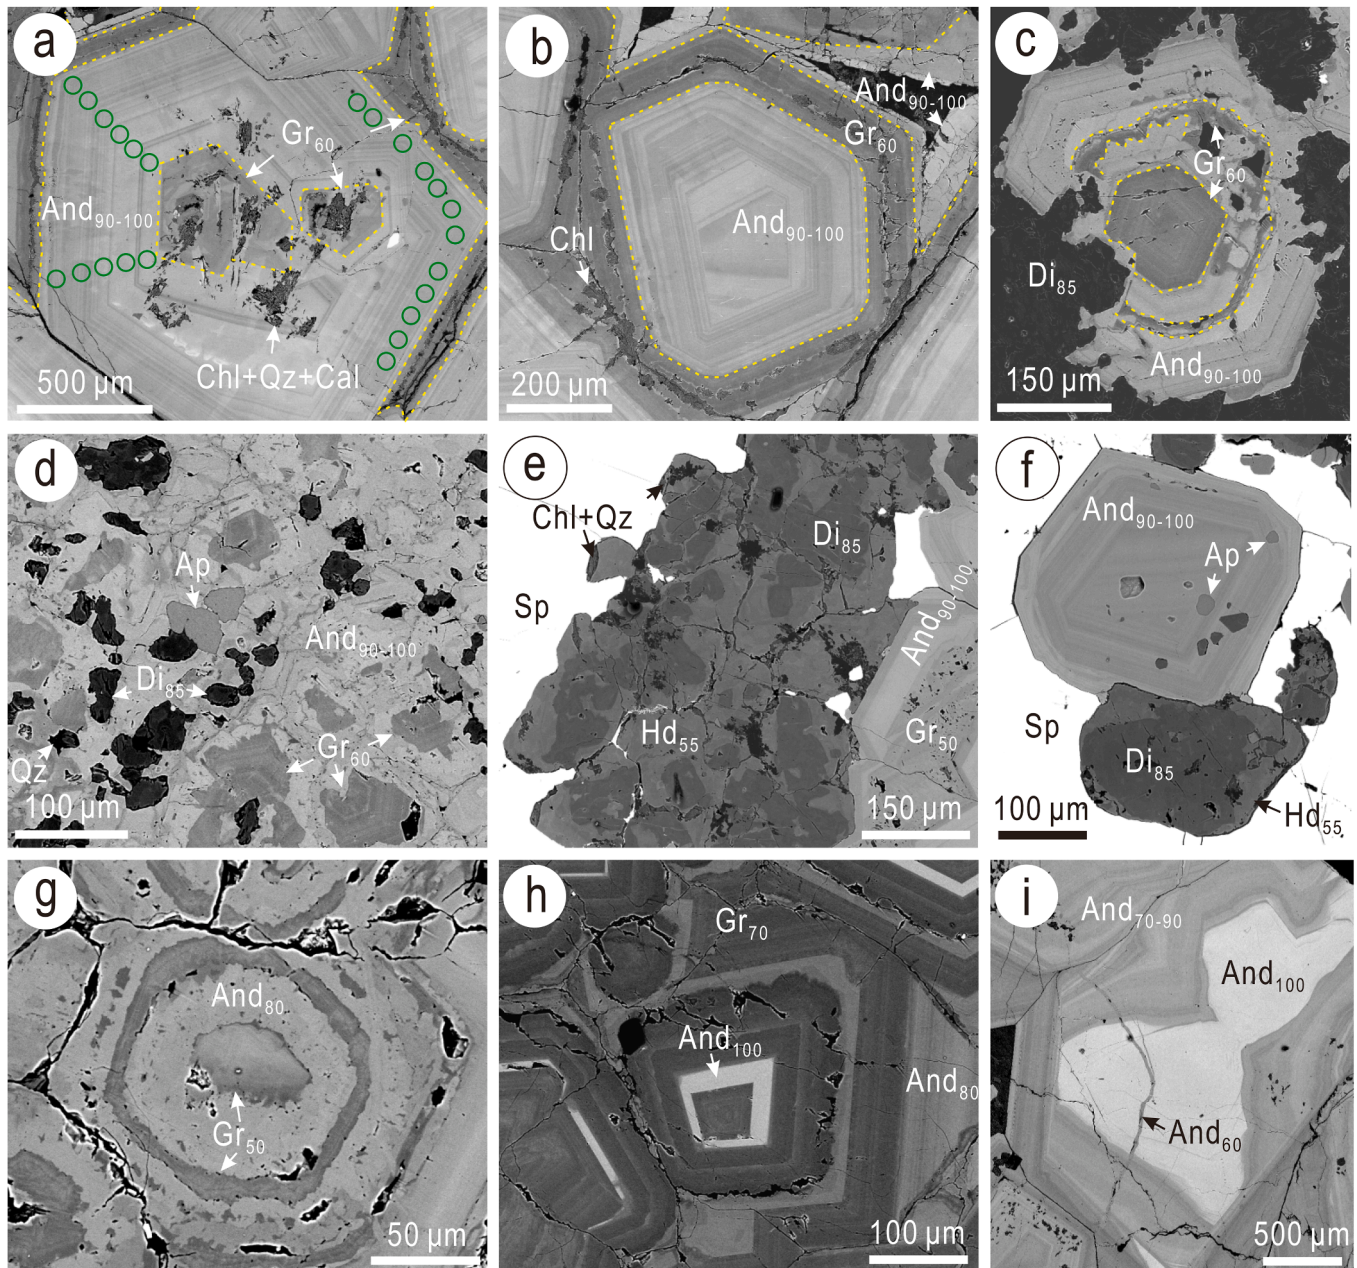 a
Gr60
And90-100
Chl+Qz+Cal
500 μm
b
And90-100
Gr60
And90-100
Chl
200 μm
c
Gr60
Di85
And90-100
150 μm
d
Ap
And90-100
Di85
Gr60
Qz
100 μm
e
Chl+Qz
Di85
Sp
And90-100
Hd55
Gr50
150 μm
f
And90-100
Ap
Sp
Di85
100 μm
Hd55
g
And80
Gr50
50 μm
h
Gr70
And100
And80
100 μm
i
And70-90
And100
And60
500 μm